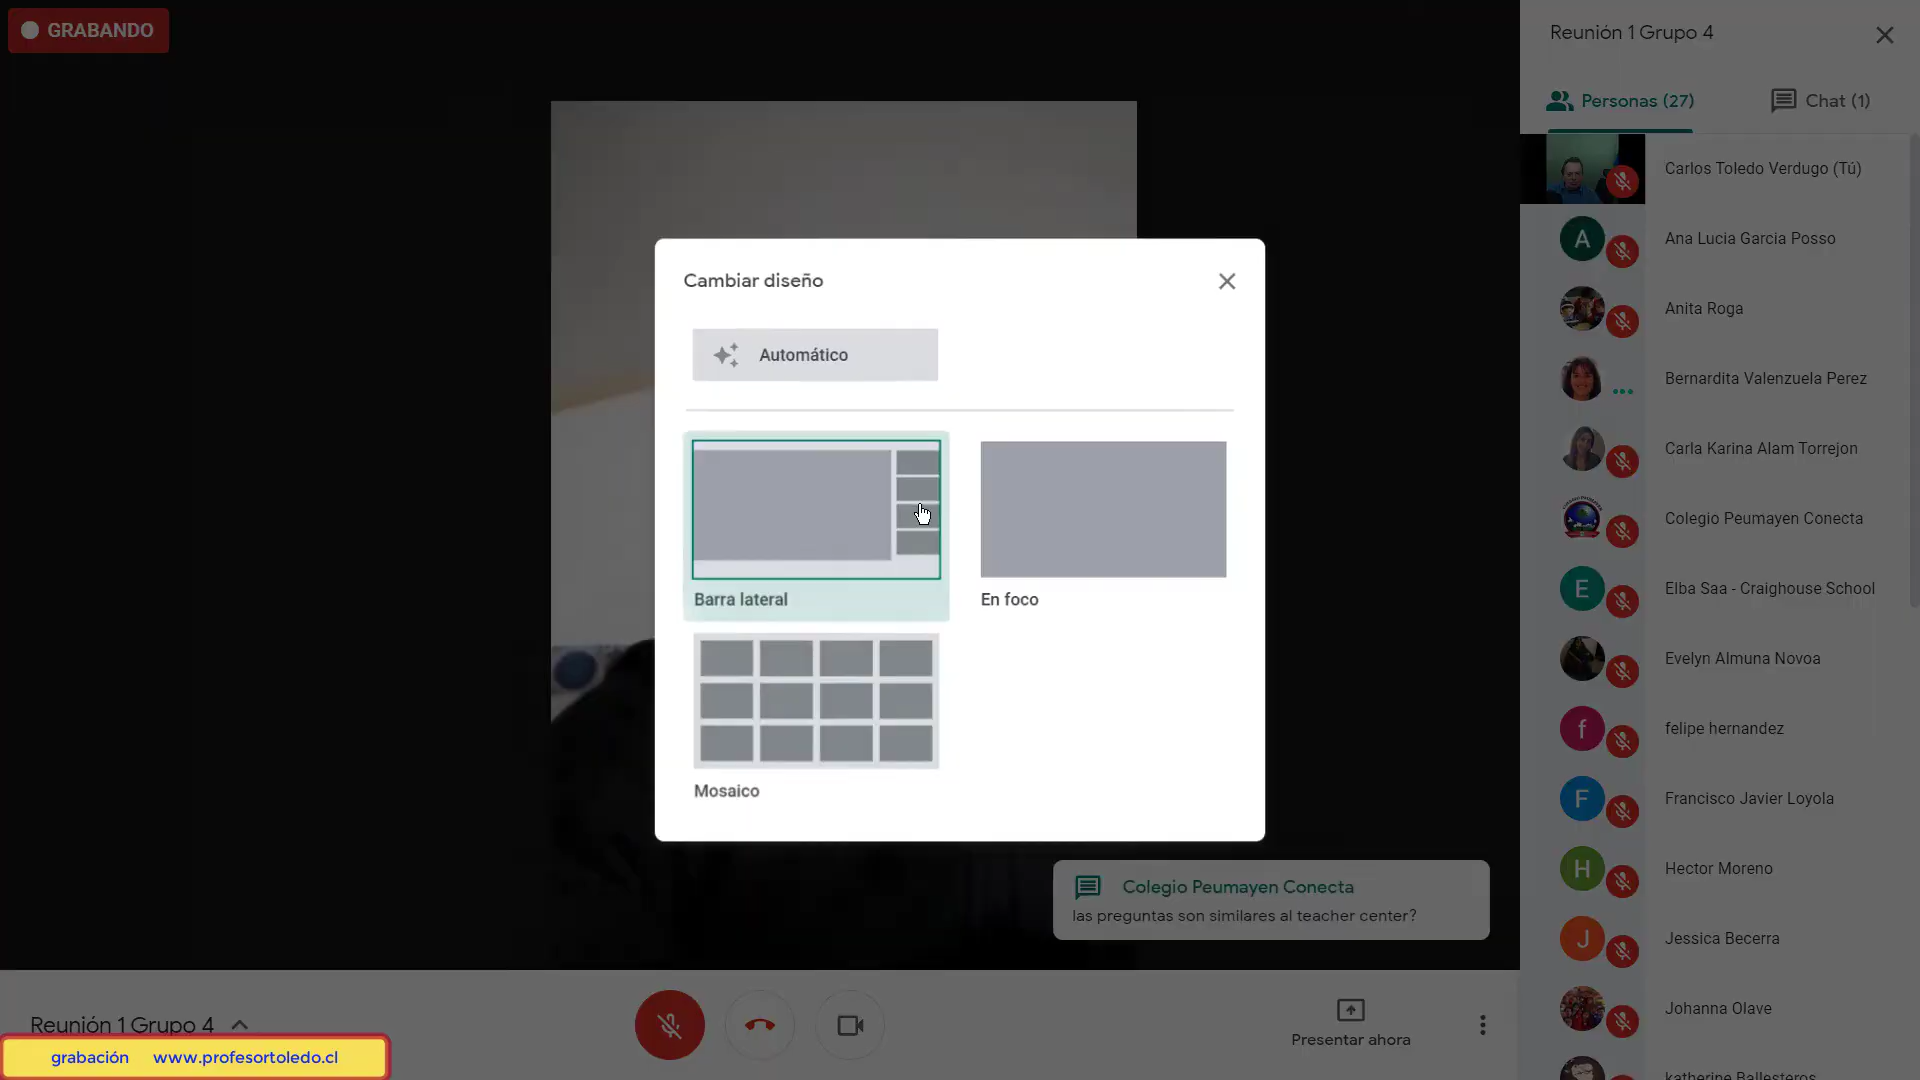 GRABANDO
Reunión 1 Grupo 4
Personas (27)
Chat (1)
Carlos Toledo Verdugo (Tú)
A
Ana Lucia Garcia Posso
Anita Roga
Cambiar diseño
Automático
Bernardita Valenzuela Perez
Carla Karina Alam Torrejon
Colegio Peumayen Conecta
E
Elba Saa - Craighouse School
Barra lateral
En foco
Evelyn Almuna Novoa
f
felipe hernandez
Mosaico
F
Francisco Javier Loyola
H
Hector Moreno
Colegio Peumayen Conecta
las preguntas son similares al teacher center?
J
Jessica Becerra
Johanna Olave
Reunión 1 Grupo 4
Presentar ahora
grabación www.profesortoledo.cl
katherine Ballesteros